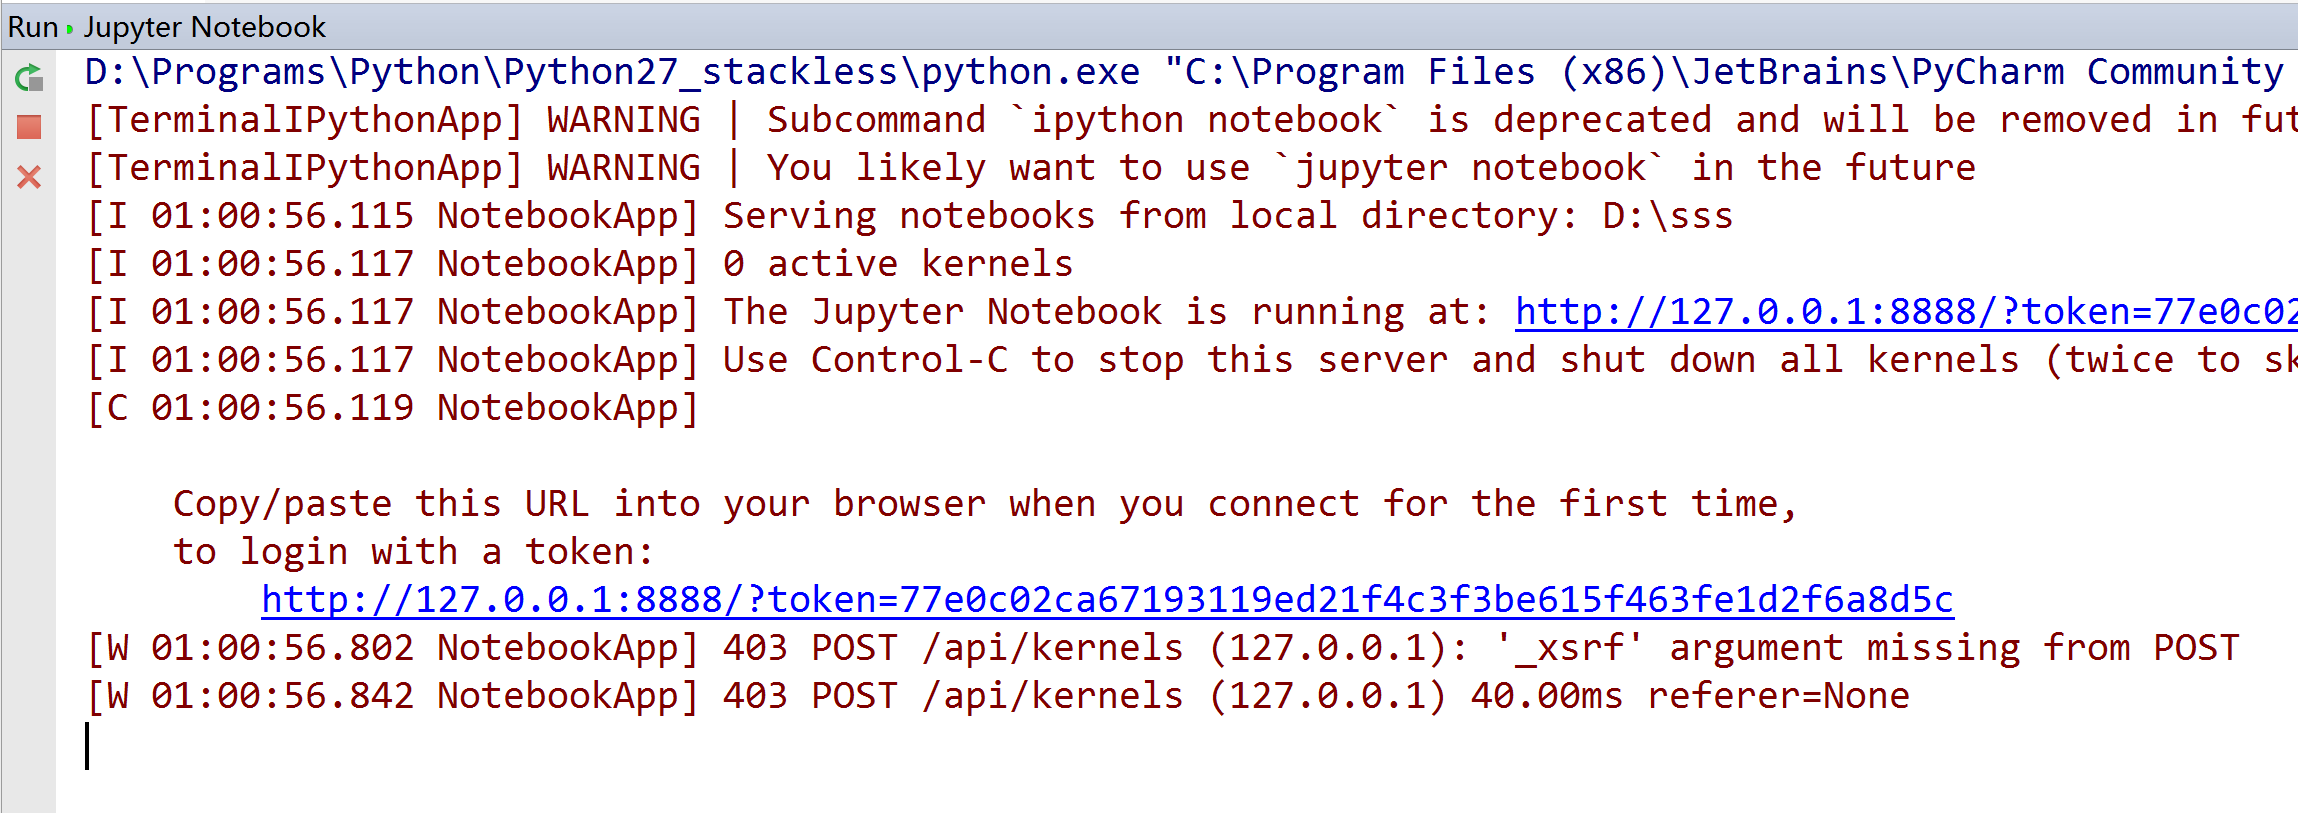 Run Jupyter Notebook
D:\Programs\Python\Python27_stackless\python.exe "C:\Program Files (x86)\JetBrains\PyCharm Community
[TerminalIPythonApp] WARNING | Subcommand `ipython notebook` is deprecated and will be removed in fut
[TerminalIPythonApp] WARNING | You likely want to use `jupyter notebook` in the future
[I 01:00:56.115 NotebookApp] Serving notebooks from local directory: D:\sss
[I 01:00:56.117 NotebookApp] 0 active kernels
[I 01:00:56.117 NotebookApp] The Jupyter Notebook is running at: http://127.0.0.1:8888/?token=77e0c02
[I 01:00:56.117 NotebookApp] Use Control-C to stop this server and shut down all kernels (twice to sk
[C 01:00:56.119 NotebookApp]
Copy/paste this URL into your browser when you connect for the first time,
to login with a token:
http://127.0.0.1:8888/?token=77e0c02ca67193119ed21f4c3f3be615f463fe1d2f6a8d5c
[W 01:00:56.802 NotebookApp] 403 POST /api/kernels (127.0.0.1): '_xsrf' argument missing from POST
[W 01:00:56.842 NotebookApp] 403 POST /api/kernels (127.0.0.1) 40.00ms referer=None